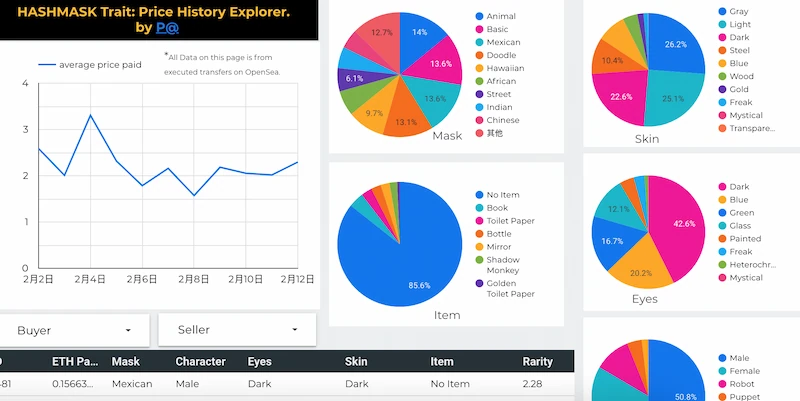 HASHMASK Trait: Price History Explorer.
by P@
average price paid
*All Data on this page is from
executed transfers on OpenSea.
4
3
2
1
0
2月2日
2月4日
2月6日
2月8日
2月10日
2月12日
14%
13.6%
13.6%
13.1%
9.7%
6.1%
12.7%
Mask
Animal
Basic
Mexican
Doodle
Hawaiian
African
Street
Indian
Chinese
其他
26.2%
25.1%
22.6%
10.4%
Skin
Gray
Light
Dark
Steel
Blue
Wood
Gold
Freak
Mystical
Transpare...
85.6%
Item
No Item
Book
Toilet Paper
Bottle
Mirror
Shadow
Monkey
Golden
Toilet Paper
42.6%
20.2%
16.7%
12.1%
Eyes
Dark
Blue
Green
Glass
Painted
Freak
Heterochr...
Mystical
Buyer
Seller
50.8%
Male
Female
Robot
Puppet
ETH Pa... Mask Character Eyes Skin Item Rarity
481 0.15663... Mexican Male Dark Dark No Item 2.28